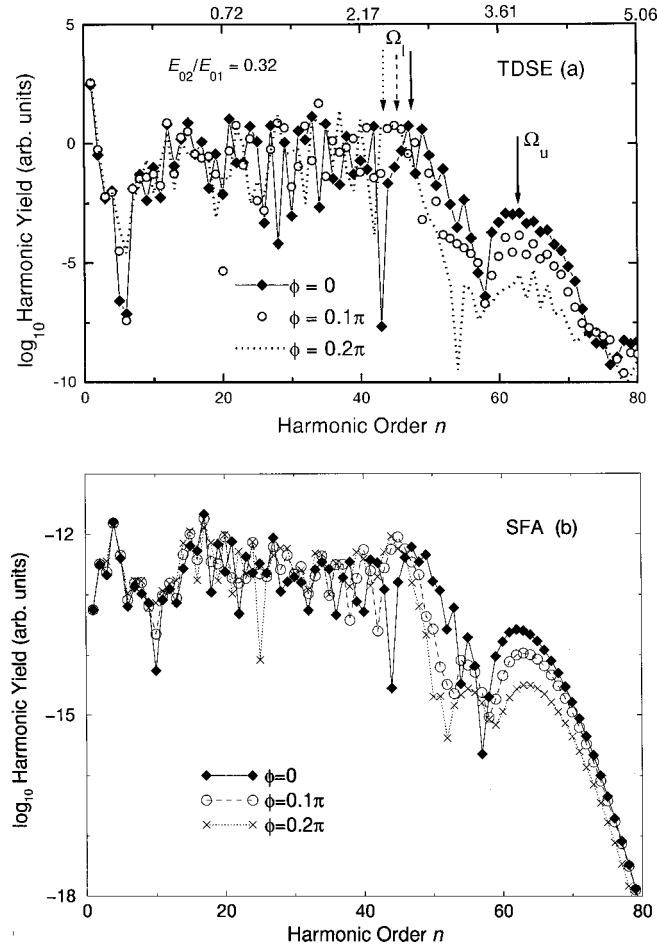 0.72 2.17 3.61 5.06
E02/E01 = 0.32
Ωl
TDSE (a)
Ωu
5
0
-5
-10
log10 Harmonic Yield (arb. units)
ϕ = 0
ϕ = 0.1π
ϕ = 0.2π
0 20 40 60 80
Harmonic Order n
SFA (b)
-12
-15
-18
log10 Harmonic Yield (arb. units)
ϕ=0
ϕ=0.1π
ϕ=0.2π
0 20 40 60 80
Harmonic Order n